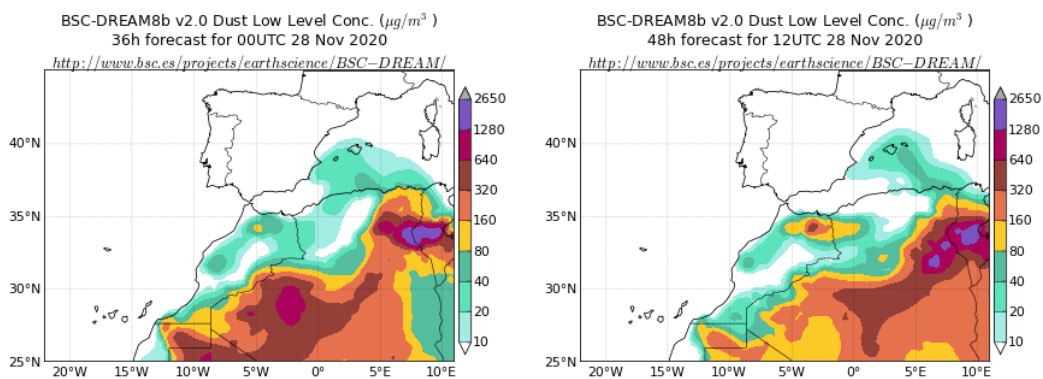 BSC-DREAM8b v2.0 Dust Low Level Conc. (μg/m³ )
36h forecast for 00UTC 28 Nov 2020
http://www.bsc.es/projects/earthscience/BSC−DREAM/
40°N
35°N
30°N
25°N
20°W 15°W 10°W 5°W 0° 5°E 10°E
2650
1280
640
320
160
80
40
20
10
BSC-DREAM8b v2.0 Dust Low Level Conc. (μg/m³ )
48h forecast for 12UTC 28 Nov 2020
http://www.bsc.es/projects/earthscience/BSC−DREAM/
40°N
35°N
30°N
25°N
20°W 15°W 10°W 5°W 0° 5°E 10°E
2650
1280
640
320
160
80
40
20
10